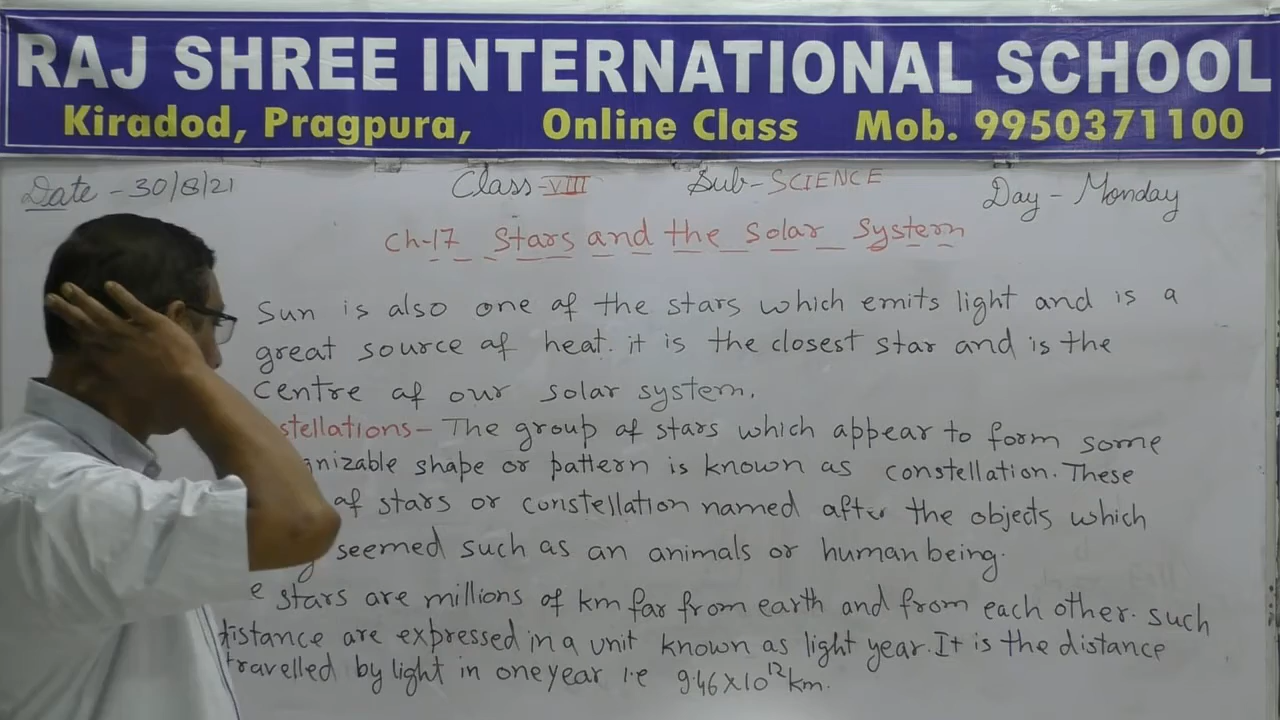 RAJ SHREE INTERNATIONAL SCHOOL
Kiradod, Pragpura, Online Class Mob. 9950371100
Date - 30/8/21 Class-VIII Sub-SCIENCE Day - Monday
Ch-17 Stars and the Solar System
Sun is also one of the stars which emits light and is a
great source of heat. it is the closest star and is the
centre of our solar system.
stellations - The group of stars which appear to form some
gnizable shape or pattern is known as constellation. These
of stars or constellation named after the objects which
seemed such as an animals or human being.
e stars are millions of km far from earth and from each other. such
distance are expressed in a unit known as light year. It is the distance
travelled by light in one year i.e 9.46×10¹²km.